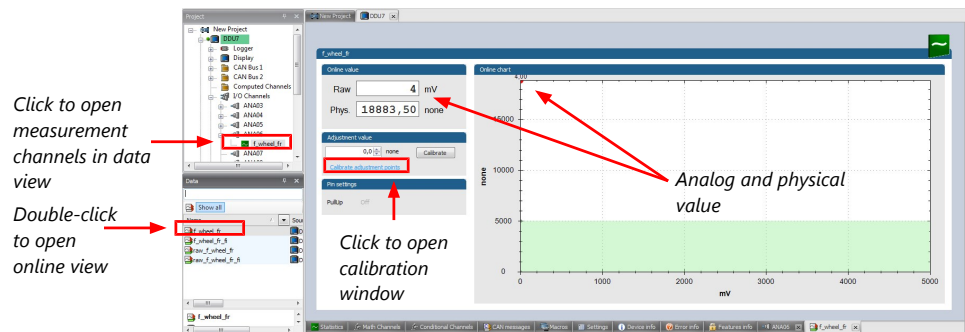 Project
New Project
DDU7
Logger
Display
CAN Bus 1
CAN Bus 2
Computed Channels
I/O Channels
ANA03
ANA04
ANA05
f_wheel_fr
ANA07
Click to open
measurement
channels in data
view
Double-click
to open
online view
Data
Show all
Name
Sou
f_wheel_fr
f_wheel_fr_fi
raw_f_wheel_fr
raw_f_wheel_fr_fi
f_wheel_fr
New Project
DDU7
f_wheel_fr
Online value
Raw 4 mV
Phys. 18883,50 none
Adjustment value
0,0 none Calibrate
Calibrate adjustment points
Pin settings
PullUp Off
Click to open
calibration
window
Online chart
4,00
15000
10000
5000
0
none
0 1000 2000 3000 4000 5000
mV
Analog and physical
value
Statistics Math Channels Conditional Channels CAN messages Macros Settings Device info Error info Features info ANA06 f_wheel_fr